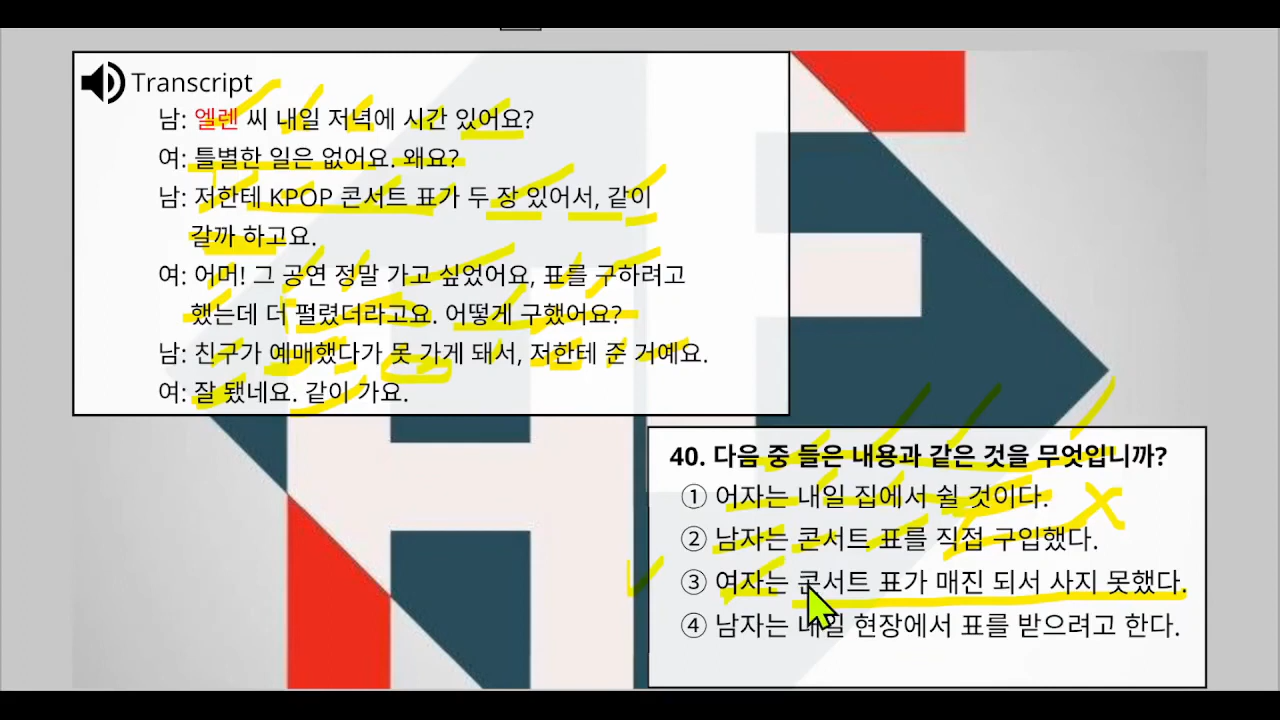 Transcript
남: 엘렌 씨 내일 저녁에 시간 있어요?
여: 틀별한 일은 없어요. 왜요?
남: 저한테 KPOP 콘서트 표가 두 장 있어서, 같이
갈까 하고요.
여: 어머! 그 공연 정말 가고 싶었어요, 표를 구하려고
했는데 더 펄렸더라고요. 어떻게 구했어요?
남: 친구가 예매했다가 못 가게 돼서, 저한테 준 거예요.
여: 잘 됐네요. 같이 가요.
40. 다음 중 들은 내용과 같은 것을 무엇입니까?
① 어자는 내일 집에서 쉴 것이다.
② 남자는 콘서트 표를 직접 구입했다.
③ 여자는 콘서트 표가 매진 되서 사지 못했다.
④ 남자는 내일 현장에서 표를 받으려고 한다.